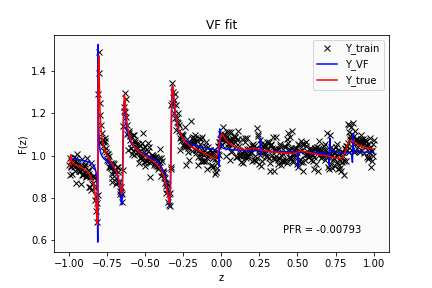 VF fit
Y_train
Y_VF
Y_true
1.4
1.2
1.0
0.8
0.6
F(z)
PFR = -0.00793
−1.00 −0.75 −0.50 −0.25 0.00 0.25 0.50 0.75 1.00
z